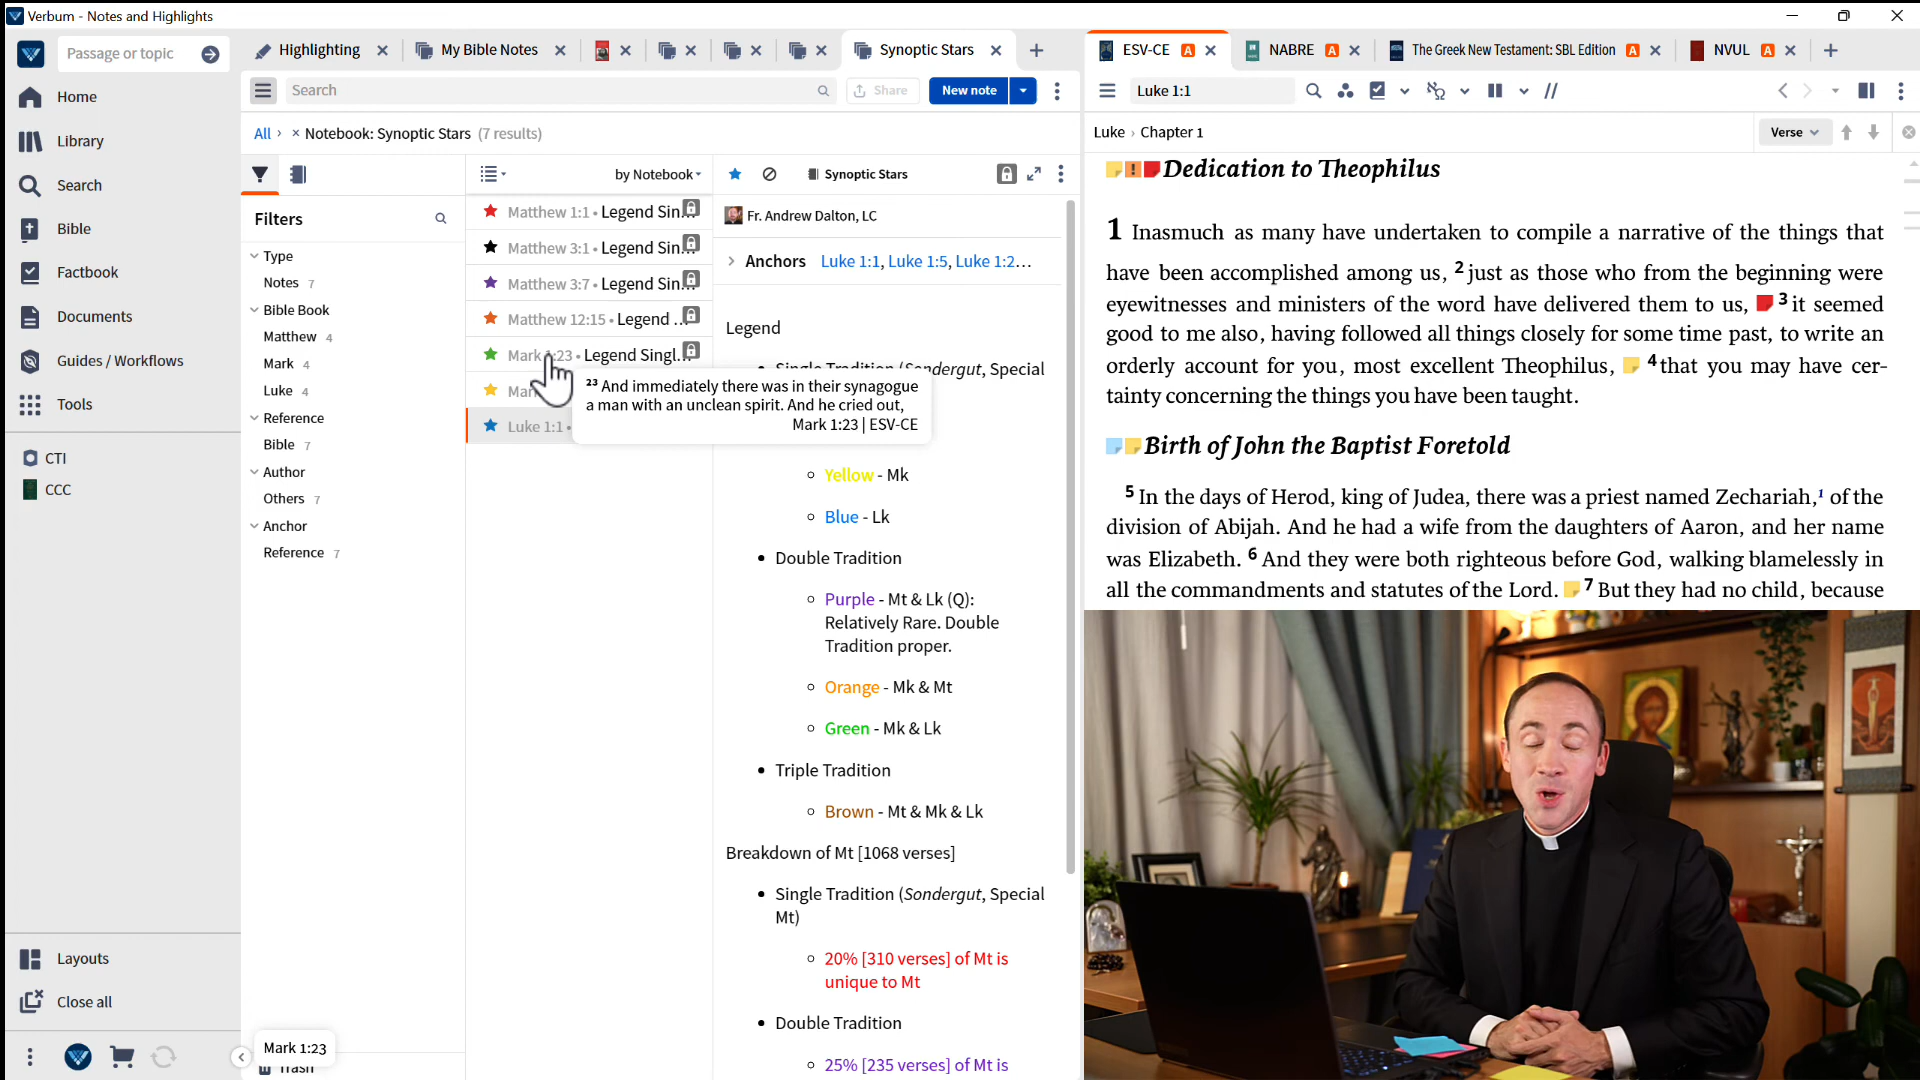 Verbum - Notes and Highlights
Passage or topic
Home
Library
Search
Bible
Factbook
Documents
Guides / Workflows
Tools
CTI
CCC
Layouts
Close all
Highlighting
My Bible Notes
Synoptic Stars
Search
Share
New note
All › × Notebook: Synoptic Stars (7 results)
Filters
Type
Notes 7
Bible Book
Matthew 4
Mark 4
Luke 4
Reference
Bible 7
Author
Others 7
Anchor
Reference 7
Mark 1:23
Trash
by Notebook
Matthew 1:1 • Legend Sin...
Matthew 3:1 • Legend Sin...
Matthew 3:7 • Legend Sin...
Matthew 12:15 • Legend ...
Mark 1:23 • Legend Singl...
Mar
Luke 1:1 •
23 And immediately there was in their synagogue
a man with an unclean spirit. And he cried out,
Mark 1:23 | ESV-CE
Synoptic Stars
Fr. Andrew Dalton, LC
Anchors Luke 1:1, Luke 1:5, Luke 1:2...
Legend
• Single Tradition (Sondergut, Special
Yellow - Mk
Blue - Lk
• Double Tradition
Purple - Mt & Lk (Q):
Relatively Rare. Double
Tradition proper.
Orange - Mk & Mt
Green - Mk & Lk
• Triple Tradition
Brown - Mt & Mk & Lk
Breakdown of Mt [1068 verses]
• Single Tradition (Sondergut, Special
Mt)
20% [310 verses] of Mt is
unique to Mt
• Double Tradition
25% [235 verses] of Mt is
ESV-CE A
NABRE A
The Greek New Testament: SBL Edition A
NVUL A
Luke 1:1
Luke › Chapter 1
Verse
Dedication to Theophilus
1 Inasmuch as many have undertaken to compile a narrative of the things that
have been accomplished among us, 2 just as those who from the beginning were
eyewitnesses and ministers of the word have delivered them to us, 3 it seemed
good to me also, having followed all things closely for some time past, to write an
orderly account for you, most excellent Theophilus, 4 that you may have cer-
tainty concerning the things you have been taught.
Birth of John the Baptist Foretold
5 In the days of Herod, king of Judea, there was a priest named Zechariah,1 of the
division of Abijah. And he had a wife from the daughters of Aaron, and her name
was Elizabeth. 6 And they were both righteous before God, walking blamelessly in
all the commandments and statutes of the Lord. 7 But they had no child, because